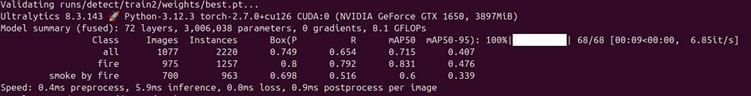 Validating runs/detect/train2/weights/best.pt...
Ultralytics 8.3.143 🚀 Python-3.12.3 torch-2.7.0+cu126 CUDA:0 (NVIDIA GeForce GTX 1650, 3897MiB)
Model summary (fused): 72 layers, 3,006,038 parameters, 0 gradients, 8.1 GFLOPs
Class Images Instances Box(P R mAP50 mAP50-95): 100%|██████████| 68/68 [00:09<00:00, 6.85it/s]
all 1077 2220 0.749 0.654 0.715 0.407
fire 975 1257 0.8 0.792 0.831 0.476
smoke by fire 700 963 0.698 0.516 0.6 0.339
Speed: 0.4ms preprocess, 5.9ms inference, 0.0ms loss, 0.9ms postprocess per image